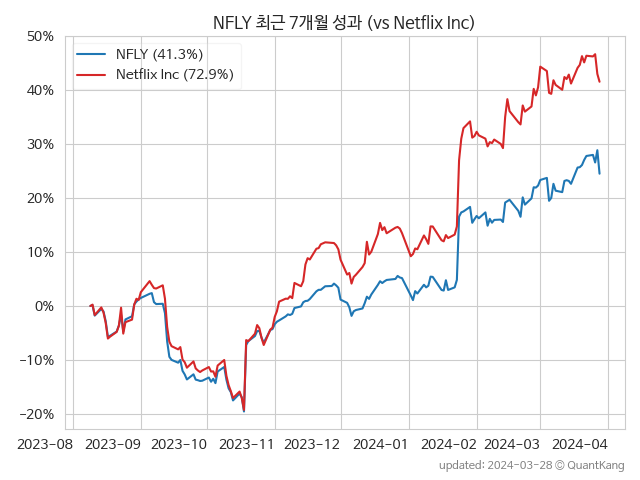 NFLY 최근 7개월 성과 (vs Netflix Inc)
50%
40%
30%
20%
10%
0%
−10%
−20%
NFLY (41.3%)
Netflix Inc (72.9%)
2023-08 2023-09 2023-10 2023-11 2023-12 2024-01 2024-02 2024-03 2024-04
updated: 2024-03-28 © QuantKang